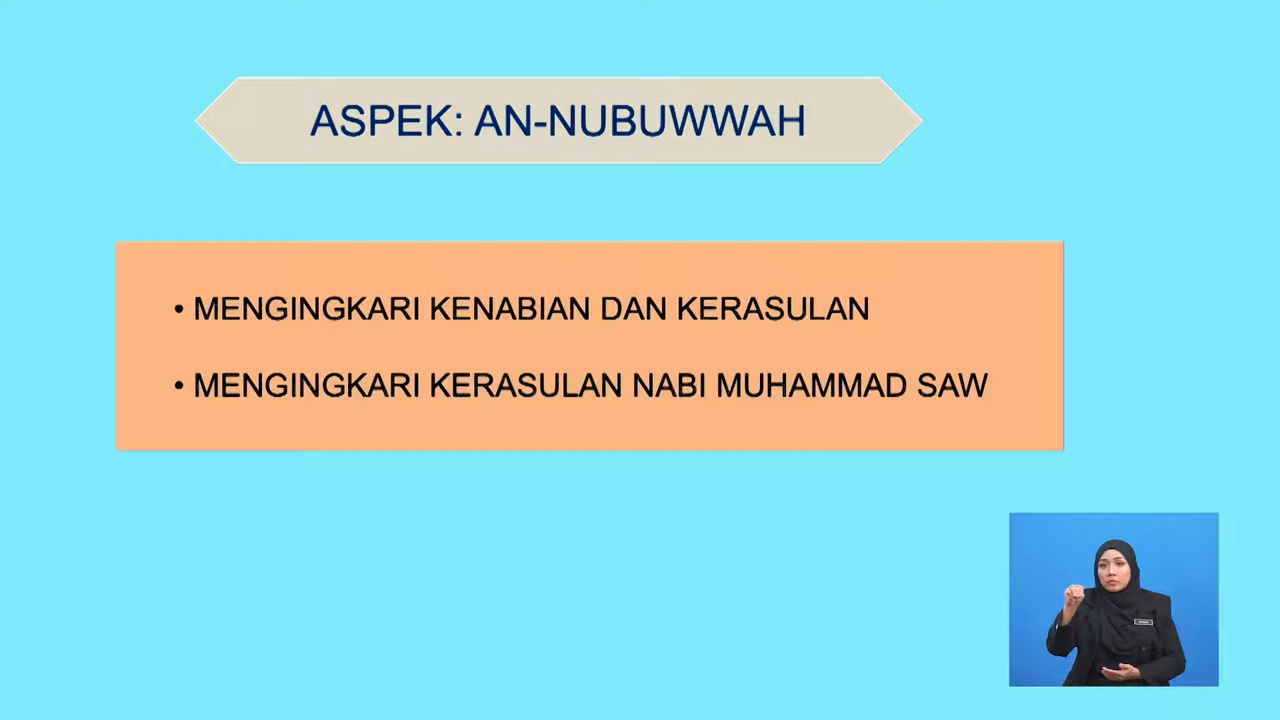 ASPEK: AN-NUBUWWAH
• MENGINGKARI KENABIAN DAN KERASULAN
• MENGINGKARI KERASULAN NABI MUHAMMAD SAW